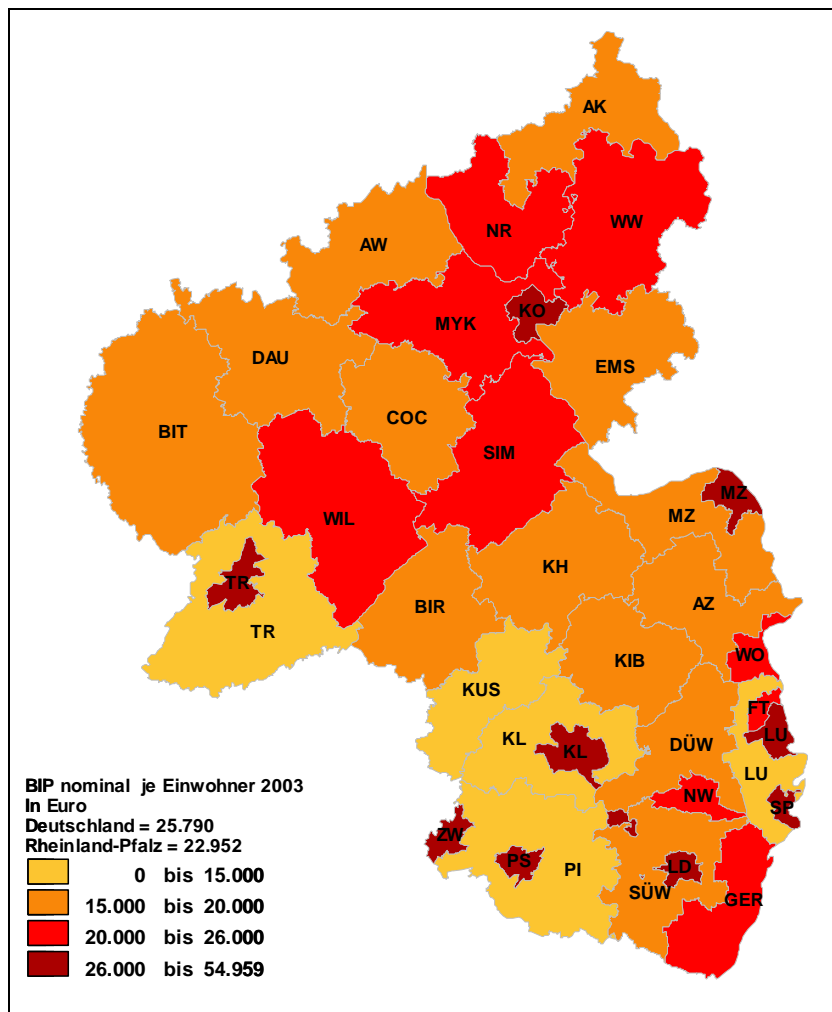 AK
NR
WW
AW
KO
MYK
DAU
EMS
COC
BIT
SIM
MZ
MZ
WIL
KH
TR
BIR
AZ
TR
KIB
WO
KUS
FT
KL
KL
DÜW
LU
LU
NW
SP
ZW
PS
PI
LD
SÜW
GER
BIP nominal je Einwohner 2003
In Euro
Deutschland = 25.790
Rheinland-Pfalz = 22.952
0 bis 15.000
15.000 bis 20.000
20.000 bis 26.000
26.000 bis 54.959